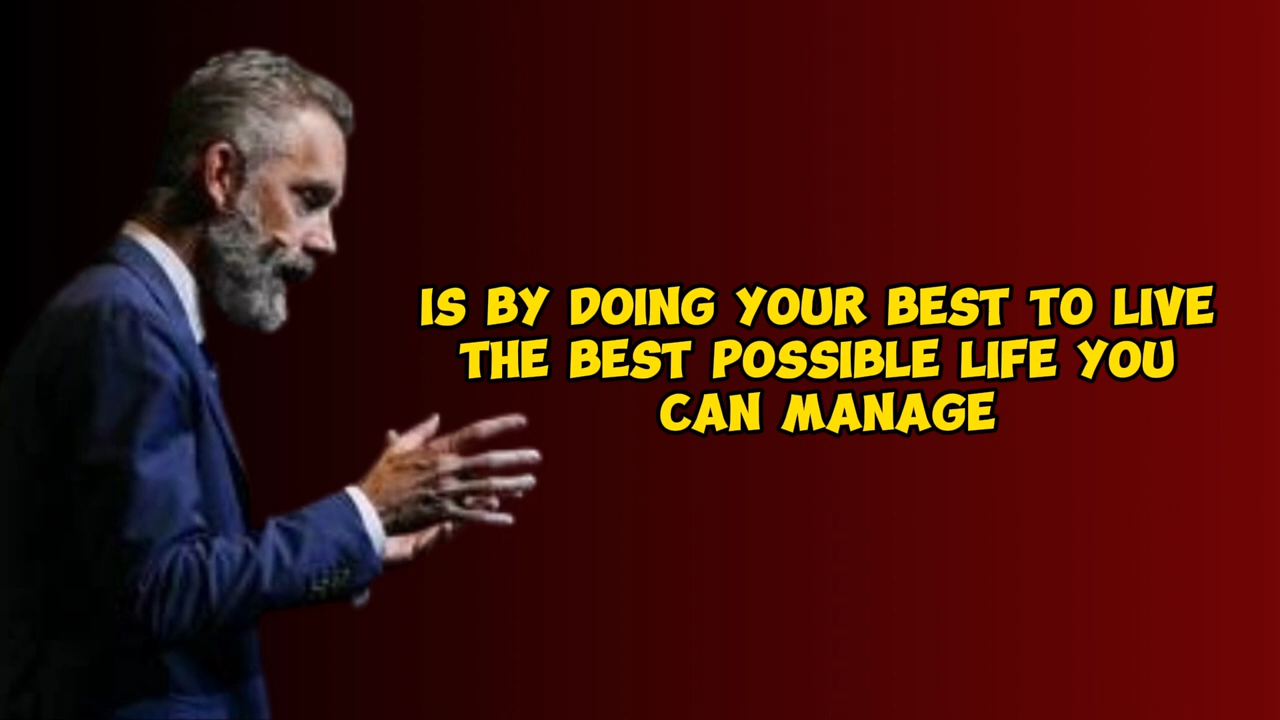 IS BY DOING YOUR BEST TO LIVE
THE BEST POSSIBLE LIFE YOU
CAN MANAGE